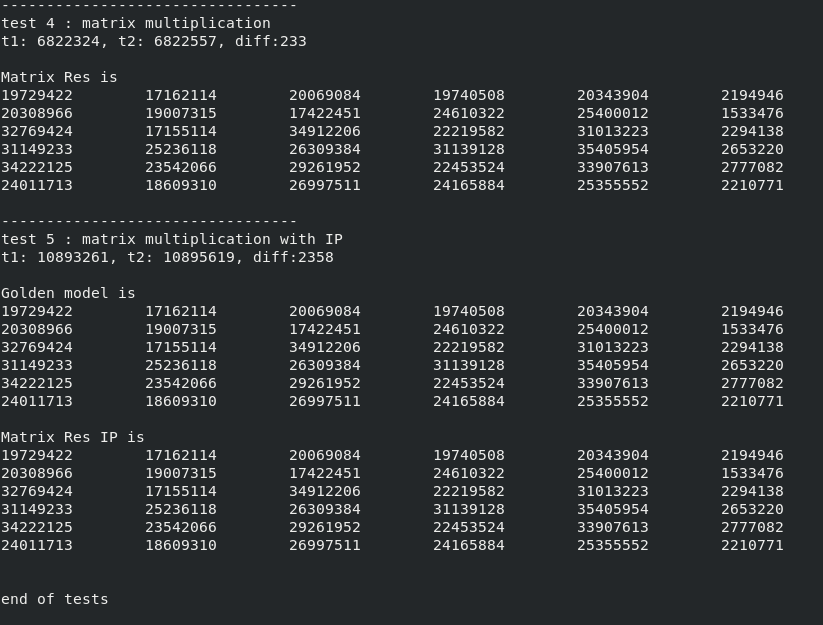 ---------------------------------
test 4 : matrix multiplication
t1: 6822324, t2: 6822557, diff:233
Matrix Res is
19729422 17162114 20069084 19740508 20343904 2194946
20308966 19007315 17422451 24610322 25400012 1533476
32769424 17155114 34912206 22219582 31013223 2294138
31149233 25236118 26309384 31139128 35405954 2653220
34222125 23542066 29261952 22453524 33907613 2777082
24011713 18609310 26997511 24165884 25355552 2210771
---------------------------------
test 5 : matrix multiplication with IP
t1: 10893261, t2: 10895619, diff:2358
Golden model is
19729422 17162114 20069084 19740508 20343904 2194946
20308966 19007315 17422451 24610322 25400012 1533476
32769424 17155114 34912206 22219582 31013223 2294138
31149233 25236118 26309384 31139128 35405954 2653220
34222125 23542066 29261952 22453524 33907613 2777082
24011713 18609310 26997511 24165884 25355552 2210771
Matrix Res IP is
19729422 17162114 20069084 19740508 20343904 2194946
20308966 19007315 17422451 24610322 25400012 1533476
32769424 17155114 34912206 22219582 31013223 2294138
31149233 25236118 26309384 31139128 35405954 2653220
34222125 23542066 29261952 22453524 33907613 2777082
24011713 18609310 26997511 24165884 25355552 2210771
end of tests